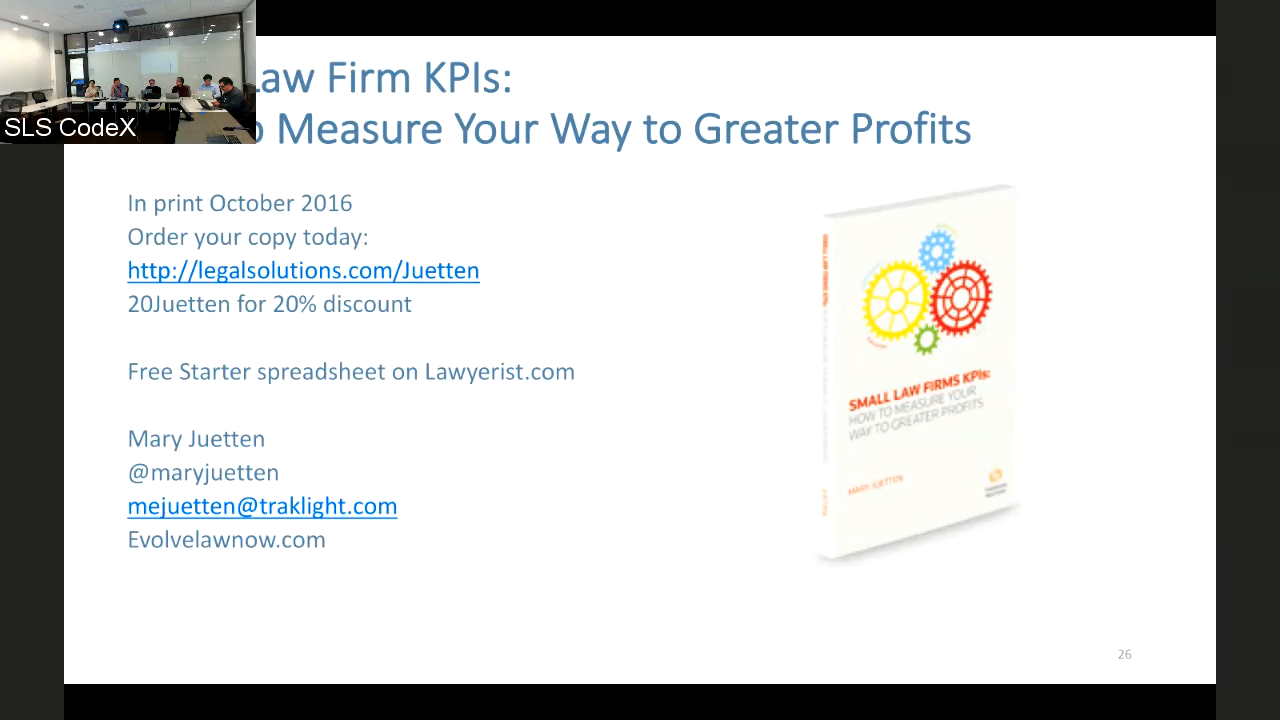 SLS CodeX
Law Firm KPIs:
Measure Your Way to Greater Profits
In print October 2016
Order your copy today:
http://legalsolutions.com/Juetten
20Juetten for 20% discount
Free Starter spreadsheet on Lawyerist.com
Mary Juetten
@maryjuetten
mejuetten@traklight.com
Evolvelawnow.com
SMALL LAW FIRMS KPIs:
HOW TO MEASURE YOUR
WAY TO GREATER PROFITS
MARY JUETTEN
26